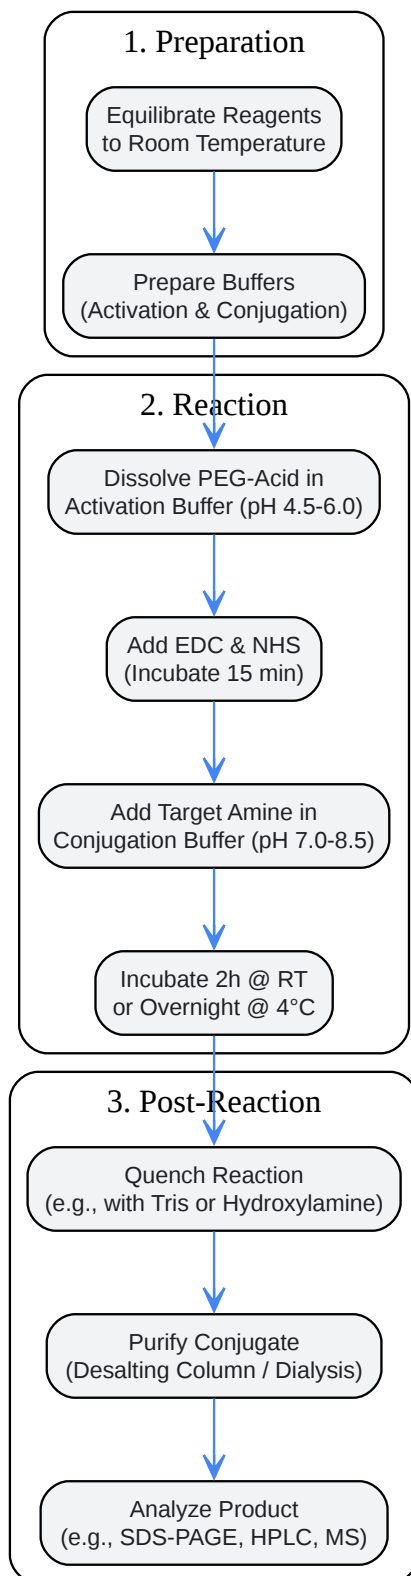 1. Preparation
Equilibrate Reagents
to Room Temperature
Prepare Buffers
(Activation & Conjugation)
2. Reaction
Dissolve PEG-Acid in
Activation Buffer (pH 4.5-6.0)
Add EDC & NHS
(Incubate 15 min)
Add Target Amine in
Conjugation Buffer (pH 7.0-8.5)
Incubate 2h @ RT
or Overnight @ 4°C
3. Post-Reaction
Quench Reaction
(e.g., with Tris or Hydroxylamine)
Purify Conjugate
(Desalting Column / Dialysis)
Analyze Product
(e.g., SDS-PAGE, HPLC, MS)